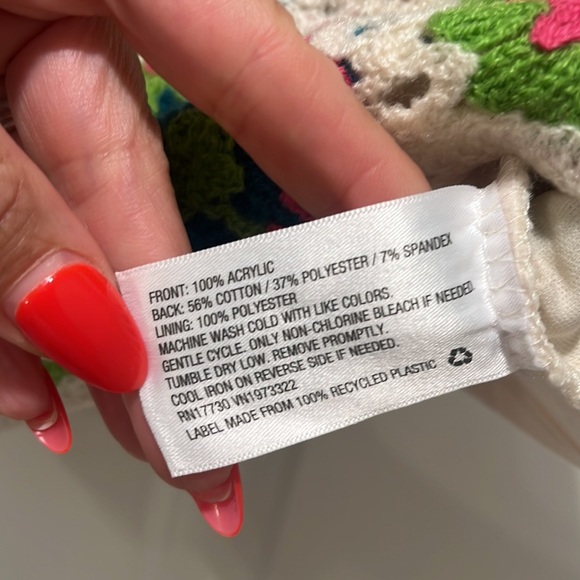 FRONT: 100% ACRYLIC
BACK: 56% COTTON / 37% POLYESTER / 7% SPANDEX
LINING: 100% POLYESTER
MACHINE WASH COLD WITH LIKE COLORS.
GENTLE CYCLE. ONLY NON-CHLORINE BLEACH IF NEEDED
TUMBLE DRY LOW. REMOVE PROMPTLY.
COOL IRON ON REVERSE SIDE IF NEEDED.
RN17730 VN1973322
LABEL MADE FROM 100% RECYCLED PLASTIC